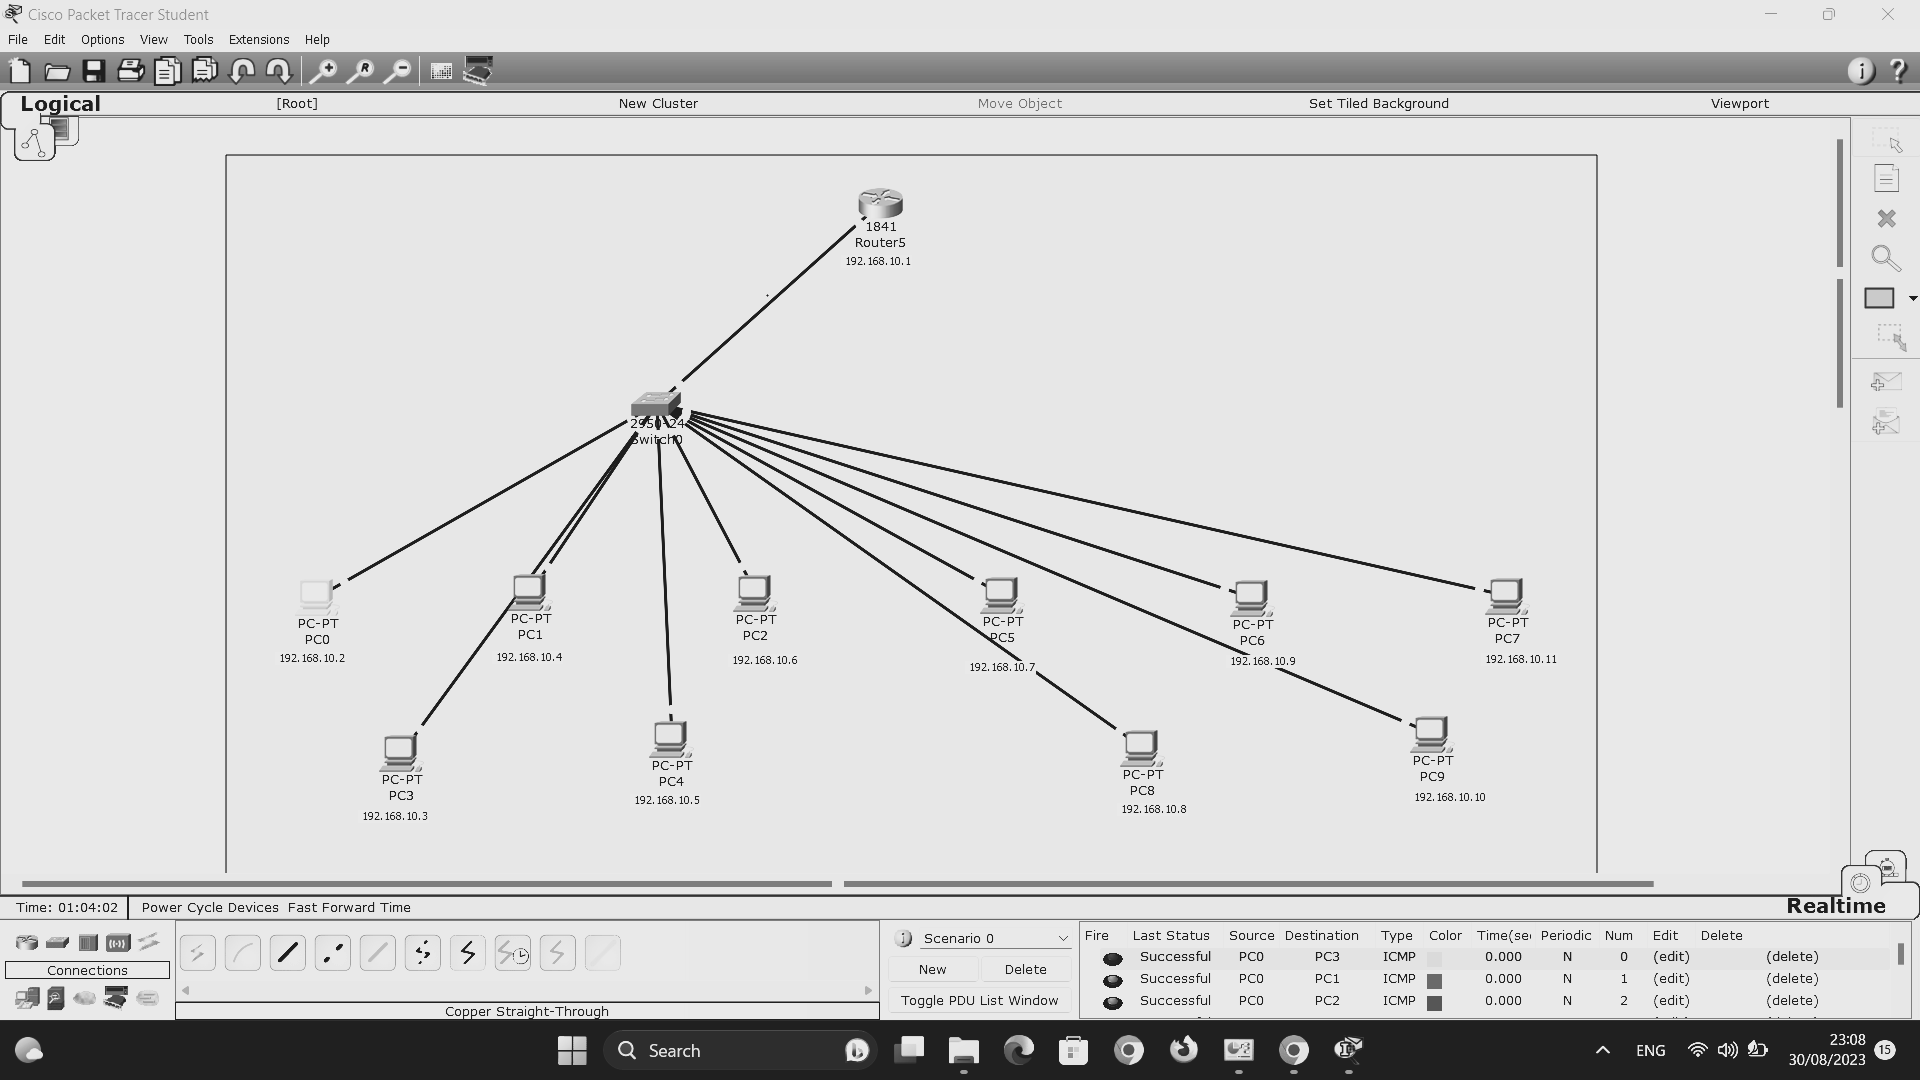 Cisco Packet Tracer Student
File Edit Options View Tools Extensions Help
Logical [Root] New Cluster Move Object Set Tiled Background Viewport
1841
Router5
192.168.10.1
2950-24
Switch0
PC-PT
PC0
192.168.10.2
PC-PT
PC1
192.168.10.4
PC-PT
PC2
192.168.10.6
PC-PT
PC5
192.168.10.7
PC-PT
PC6
192.168.10.9
PC-PT
PC7
192.168.10.11
PC-PT
PC3
192.168.10.3
PC-PT
PC4
192.168.10.5
PC-PT
PC8
192.168.10.8
PC-PT
PC9
192.168.10.10
Time: 01:04:02 Power Cycle Devices Fast Forward Time Realtime
Connections
Copper Straight-Through
Scenario 0
New Delete
Toggle PDU List Window
Fire Last Status Source Destination Type Color Time(sec Periodic Num Edit Delete
Successful PC0 PC3 ICMP 0.000 N 0 (edit) (delete)
Successful PC0 PC1 ICMP 0.000 N 1 (edit) (delete)
Successful PC0 PC2 ICMP 0.000 N 2 (edit) (delete)
Search
ENG
23:08
30/08/2023
15